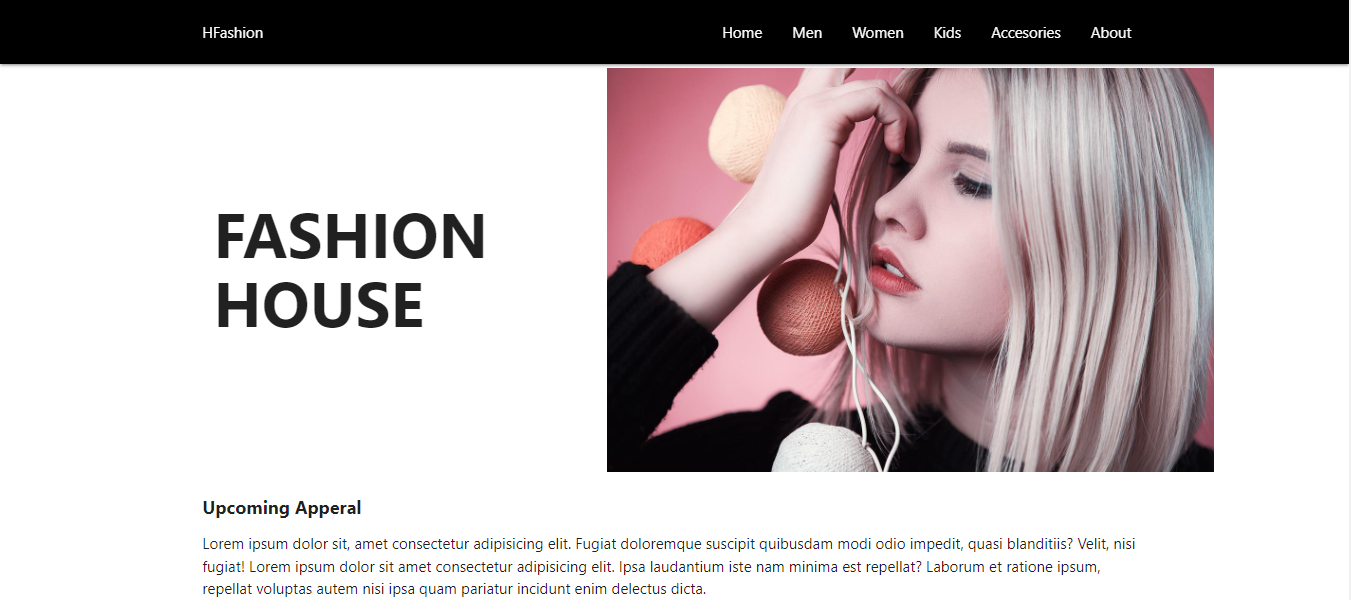 HFashion
Home Men Women Kids Accesories About
FASHION
HOUSE
Upcoming Apperal
Lorem ipsum dolor sit, amet consectetur adipisicing elit. Fugiat doloremque suscipit quibusdam modi odio impedit, quasi blanditiis? Velit, nisi
fugiat! Lorem ipsum dolor sit amet consectetur adipisicing elit. Ipsa laudantium iste nam minima est repellat? Laborum et ratione ipsum,
repellat voluptas autem nisi ipsa quam pariatur incidunt enim delectus dicta.